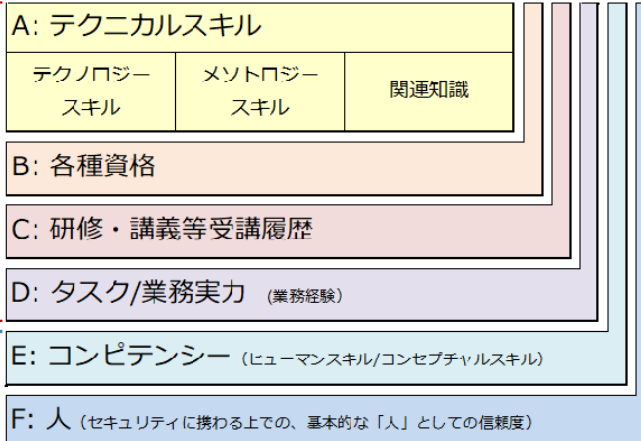 A: テクニカルスキル
テクノロジー
スキル
メソトロジー
スキル
関連知識
B: 各種資格
C: 研修・講義等受講履歴
D: タスク/業務実力 (業務経験)
E: コンピテンシー (ヒューマンスキル/コンセプチャルスキル)
F: 人 (セキュリティに携わる上での、基本的な「人」としての信頼度)